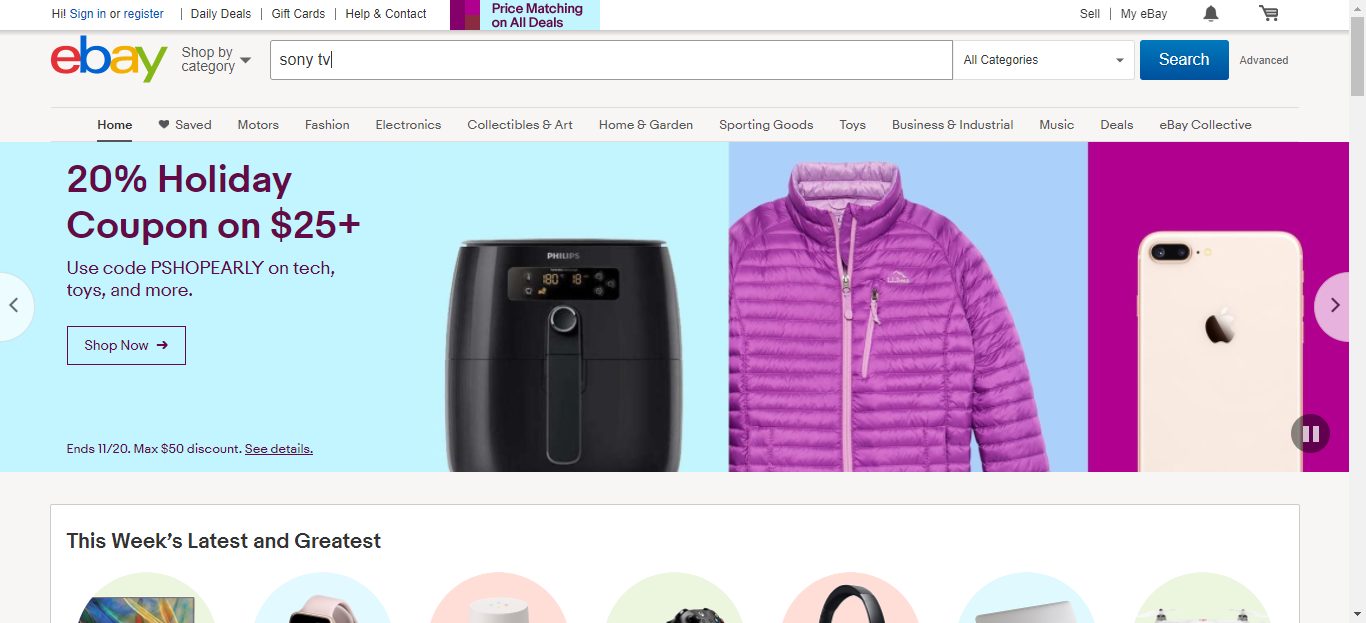 Hi! Sign in or register | Daily Deals | Gift Cards | Help & Contact
Price Matching
on All Deals
Sell | My eBay
ebay
Shop by
category
sony tv
All Categories
Search
Advanced
Home Saved Motors Fashion Electronics Collectibles & Art Home & Garden Sporting Goods Toys Business & Industrial Music Deals eBay Collective
20% Holiday
Coupon on $25+
Use code PSHOPEARLY on tech,
toys, and more.
Shop Now
Ends 11/20. Max $50 discount. See details.
PHILIPS
180 18
L.L.Bean
This Week's Latest and Greatest